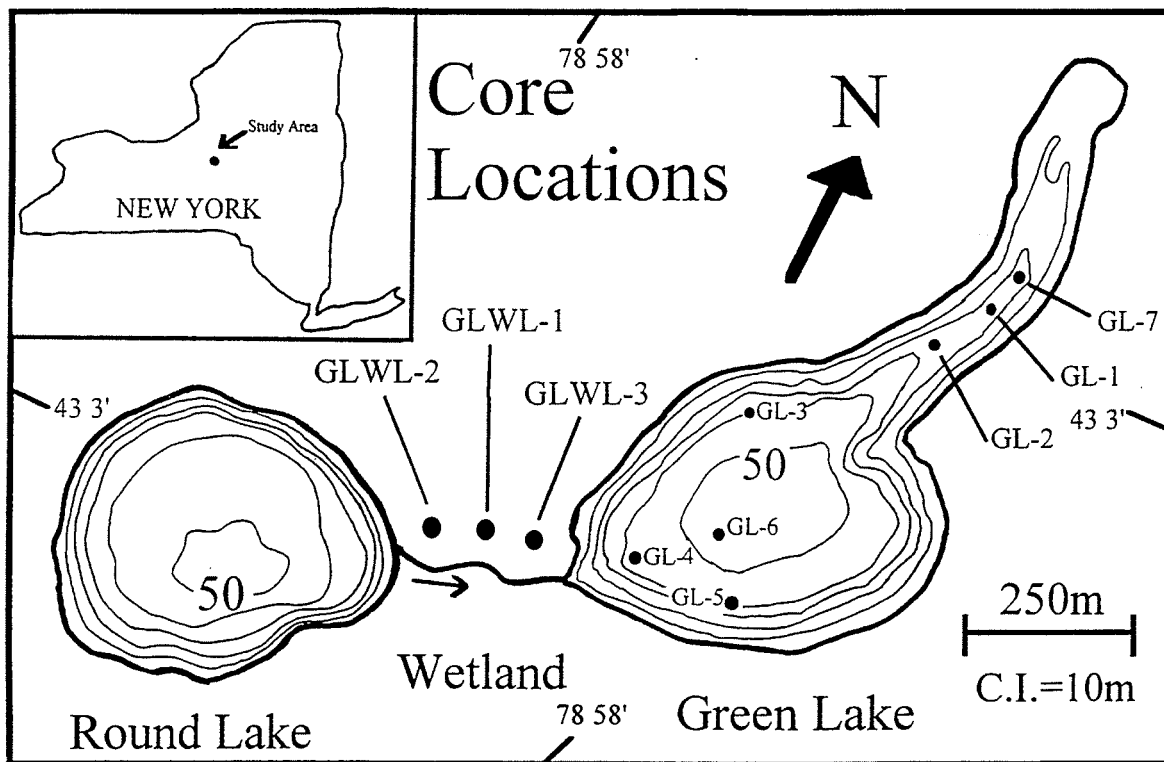 78 58'
Core
Locations
N
Study Area
NEW YORK
GLWL-1
GLWL-2
GLWL-3
GL-7
GL-1
GL-2
43 3'
43 3'
GL-3
50
GL-6
GL-4
GL-5
50
250m
C.I.=10m
Wetland
Round Lake
78 58'
Green Lake